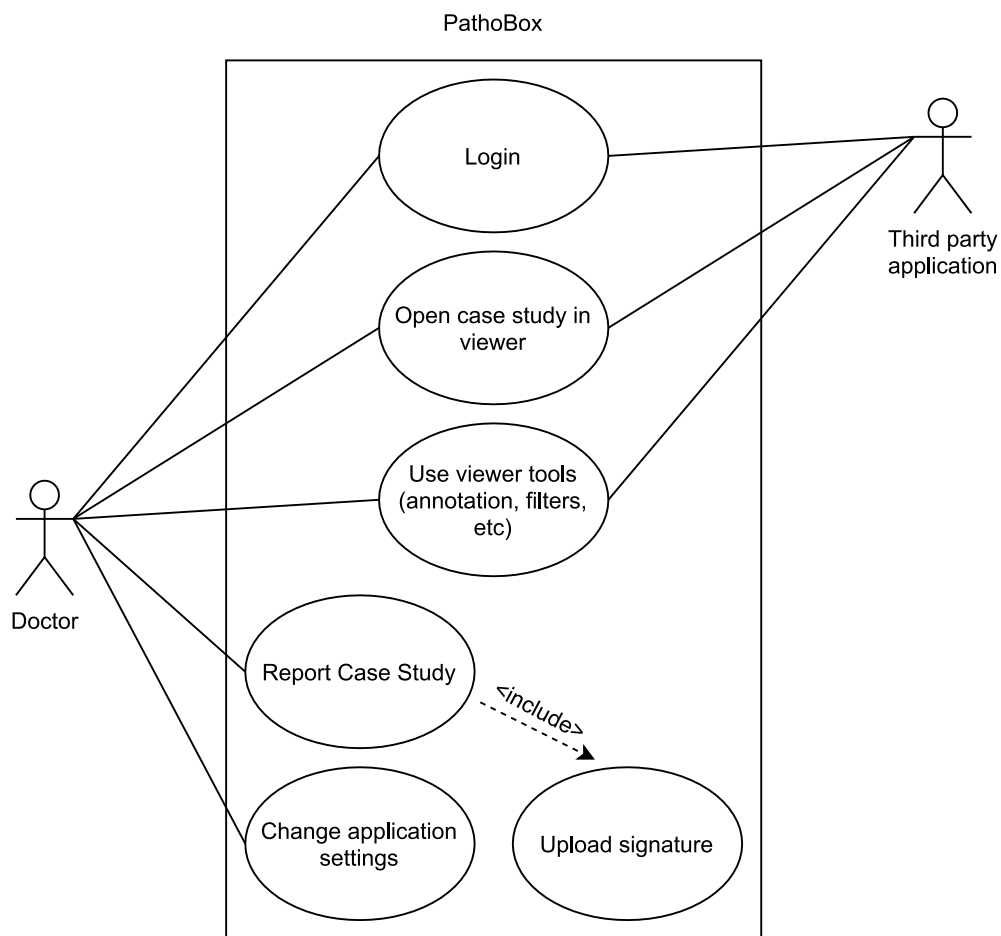 PathoBox
Login
Third party
application
Open case study in
viewer
Use viewer tools
(annotation, filters,
etc)
Doctor
Report Case Study
<include>
Change application
settings
Upload signature